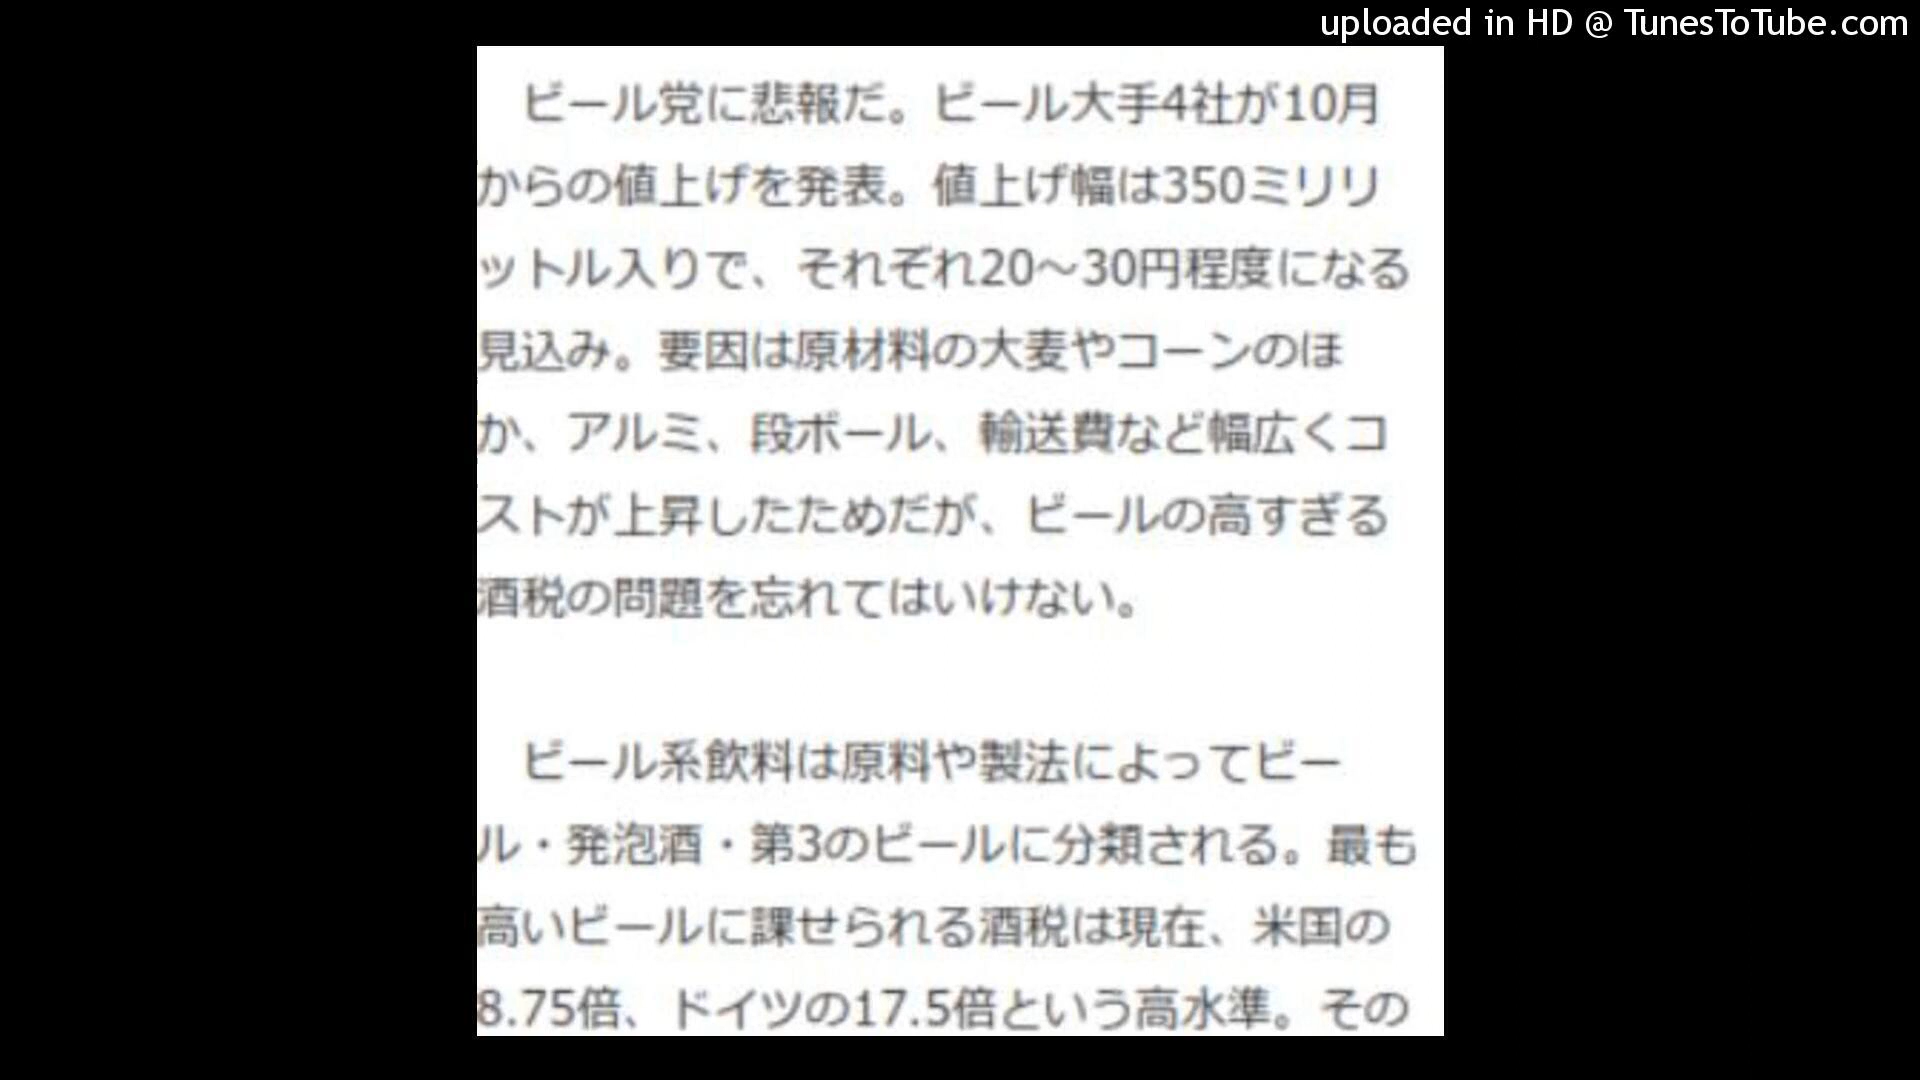 uploaded in HD @ TunesToTube.com
ビール党に悲報だ。ビール大手4社が10月
からの値上げを発表。値上げ幅は350ミリリ
ットル入りで、それぞれ20～30円程度になる
見込み。要因は原材料の大麦やコーンのほ
か、アルミ、段ボール、輸送費など幅広くコ
ストが上昇したためだが、ビールの高すぎる
酒税の問題を忘れてはいけない。
ビール系飲料は原料や製法によってビー
ル・発泡酒・第3のビールに分類される。最も
高いビールに課せられる酒税は現在、米国の
8.75倍、ドイツの17.5倍という高水準。その